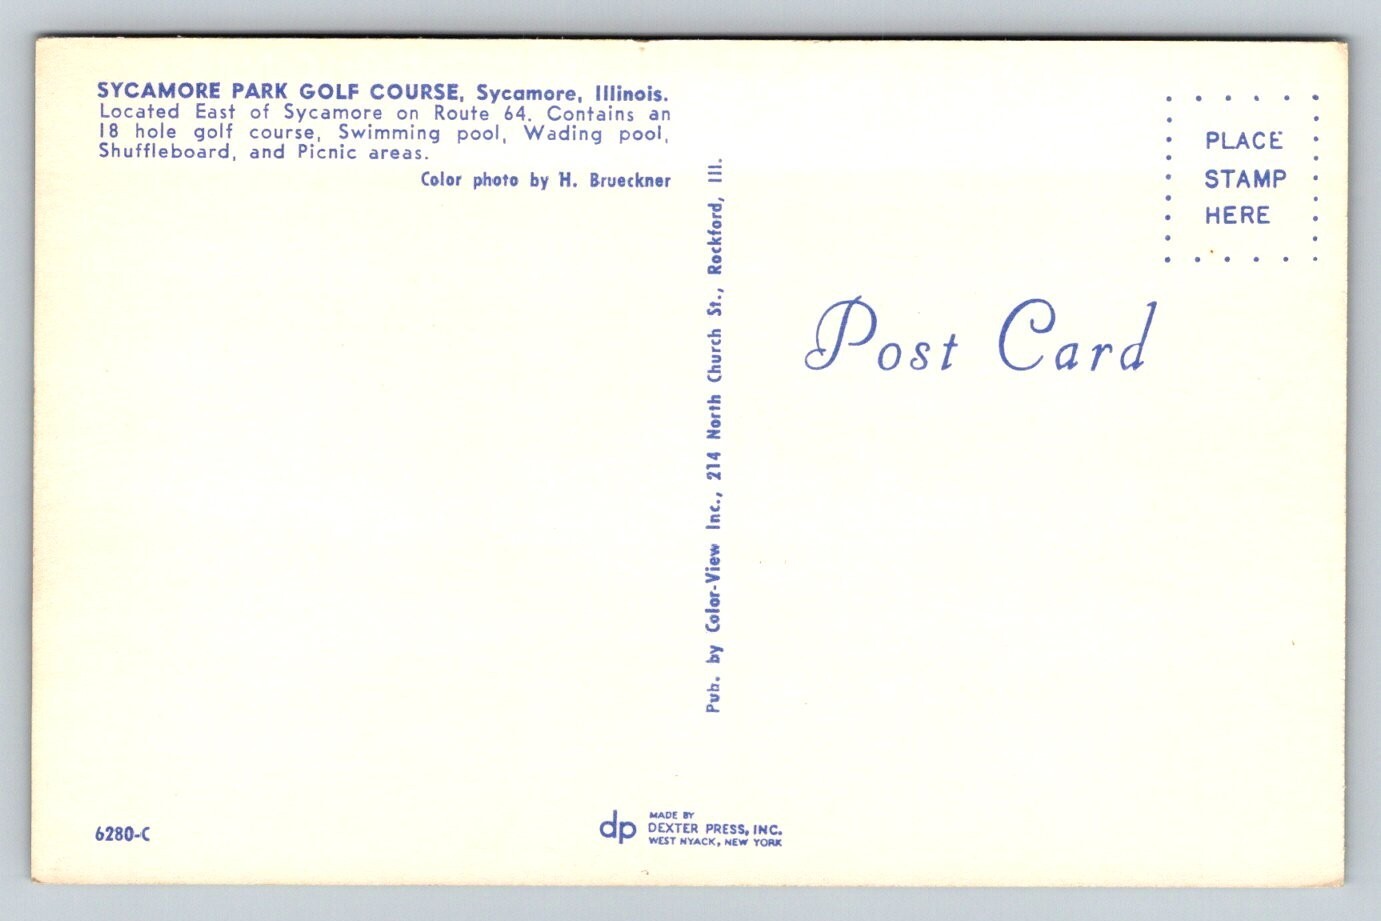 SYCAMORE PARK GOLF COURSE, Sycamore, Illinois.
Located East of Sycamore on Route 64. Contains an
18 hole golf course, Swimming pool, Wading pool,
Shuffleboard, and Picnic areas.
Color photo by H. Brueckner
Pub. by Color-View Inc., 214 North Church St., Rockford, Ill.
PLACE
STAMP
HERE
Post Card
6280-C
dp
MADE BY
DEXTER PRESS, INC.
WEST NYACK, NEW YORK